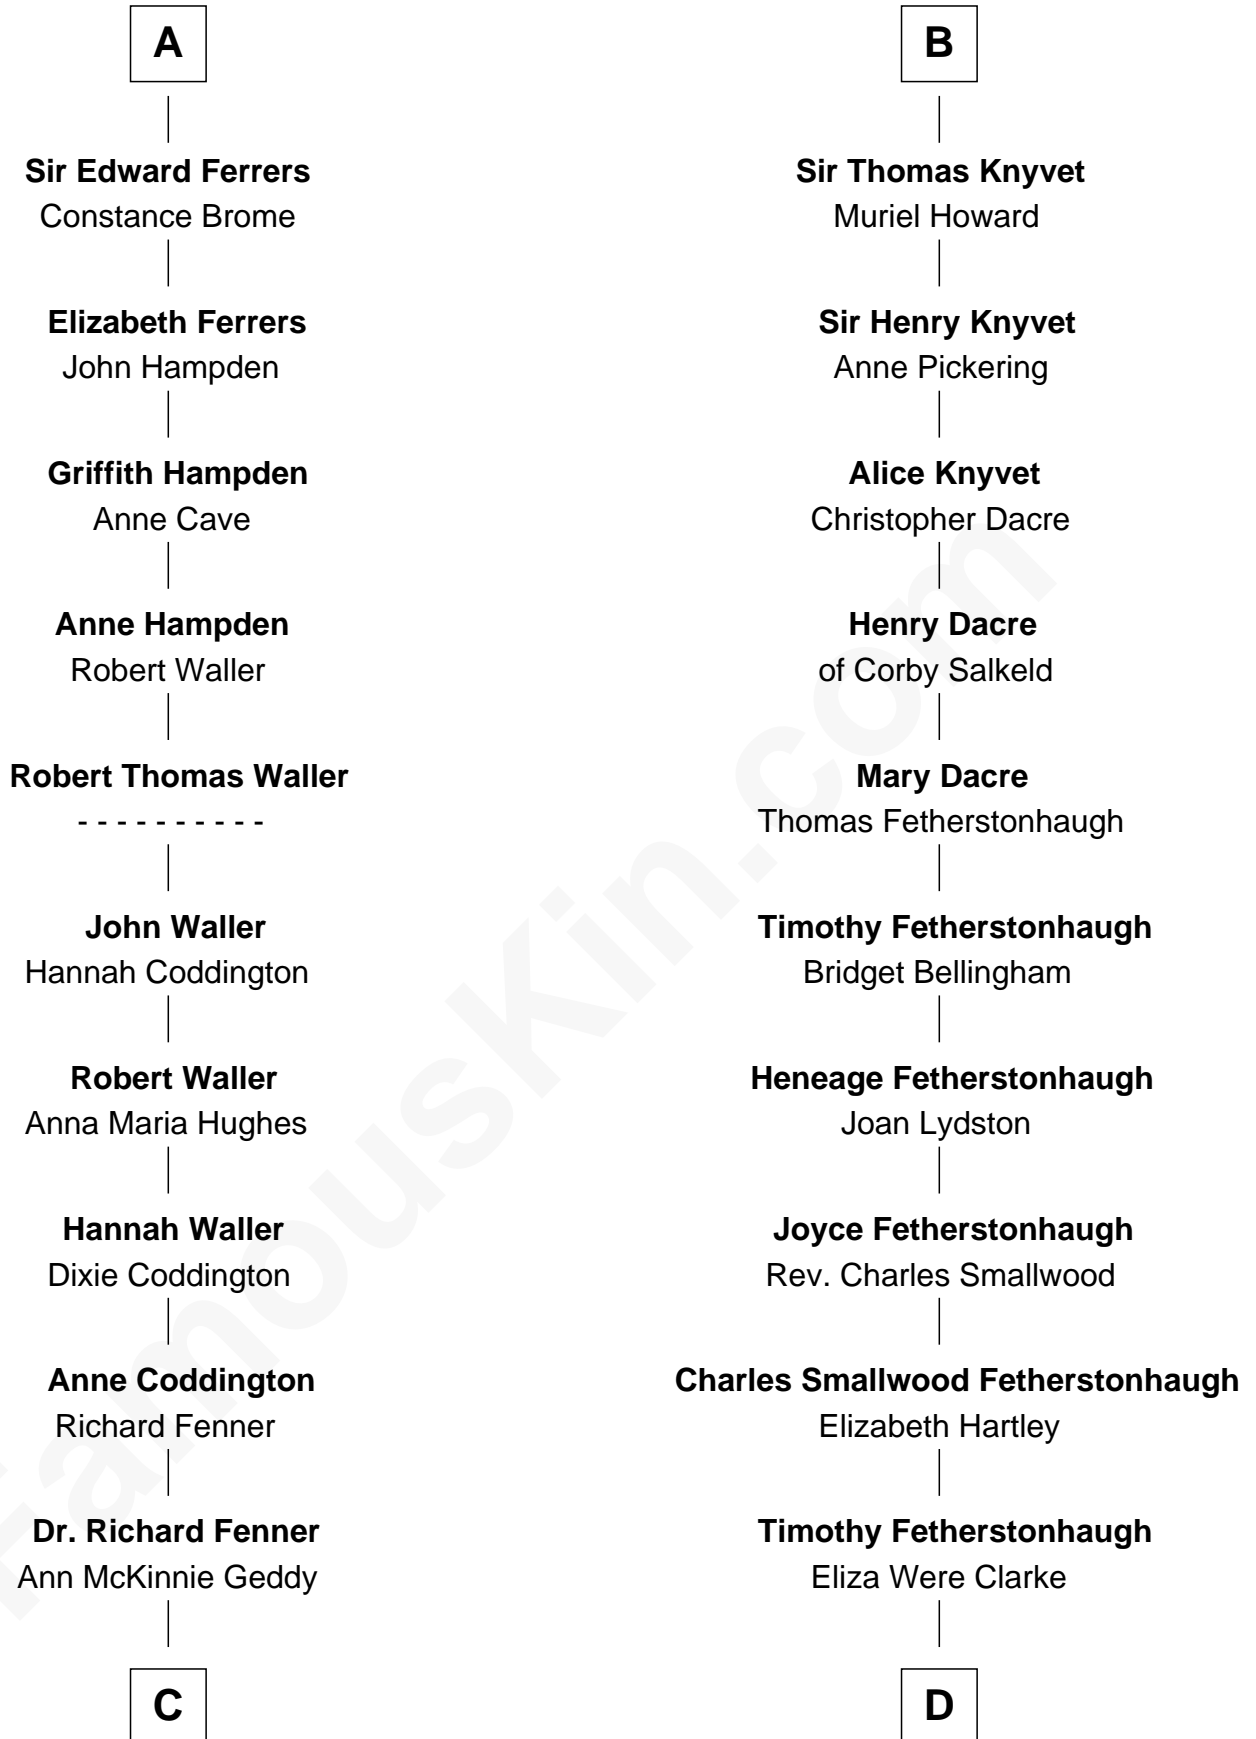 A
Sir Edward Ferrers
Constance Brome
Elizabeth Ferrers
John Hampden
Griffith Hampden
Anne Cave
Anne Hampden
Robert Waller
Robert Thomas Waller
- - - - - - - - - -
John Waller
Hannah Coddington
Robert Waller
Anna Maria Hughes
Hannah Waller
Dixie Coddington
Anne Coddington
Richard Fenner
Dr. Richard Fenner
Ann McKinnie Geddy
C
B
Sir Thomas Knyvet
Muriel Howard
Sir Henry Knyvet
Anne Pickering
Alice Knyvet
Christopher Dacre
Henry Dacre
of Corby Salkeld
Mary Dacre
Thomas Fetherstonhaugh
Timothy Fetherstonhaugh
Bridget Bellingham
Heneage Fetherstonhaugh
Joan Lydston
Joyce Fetherstonhaugh
Rev. Charles Smallwood
Charles Smallwood Fetherstonhaugh
Elizabeth Hartley
Timothy Fetherstonhaugh
Eliza Were Clarke
D
FamousKin.com